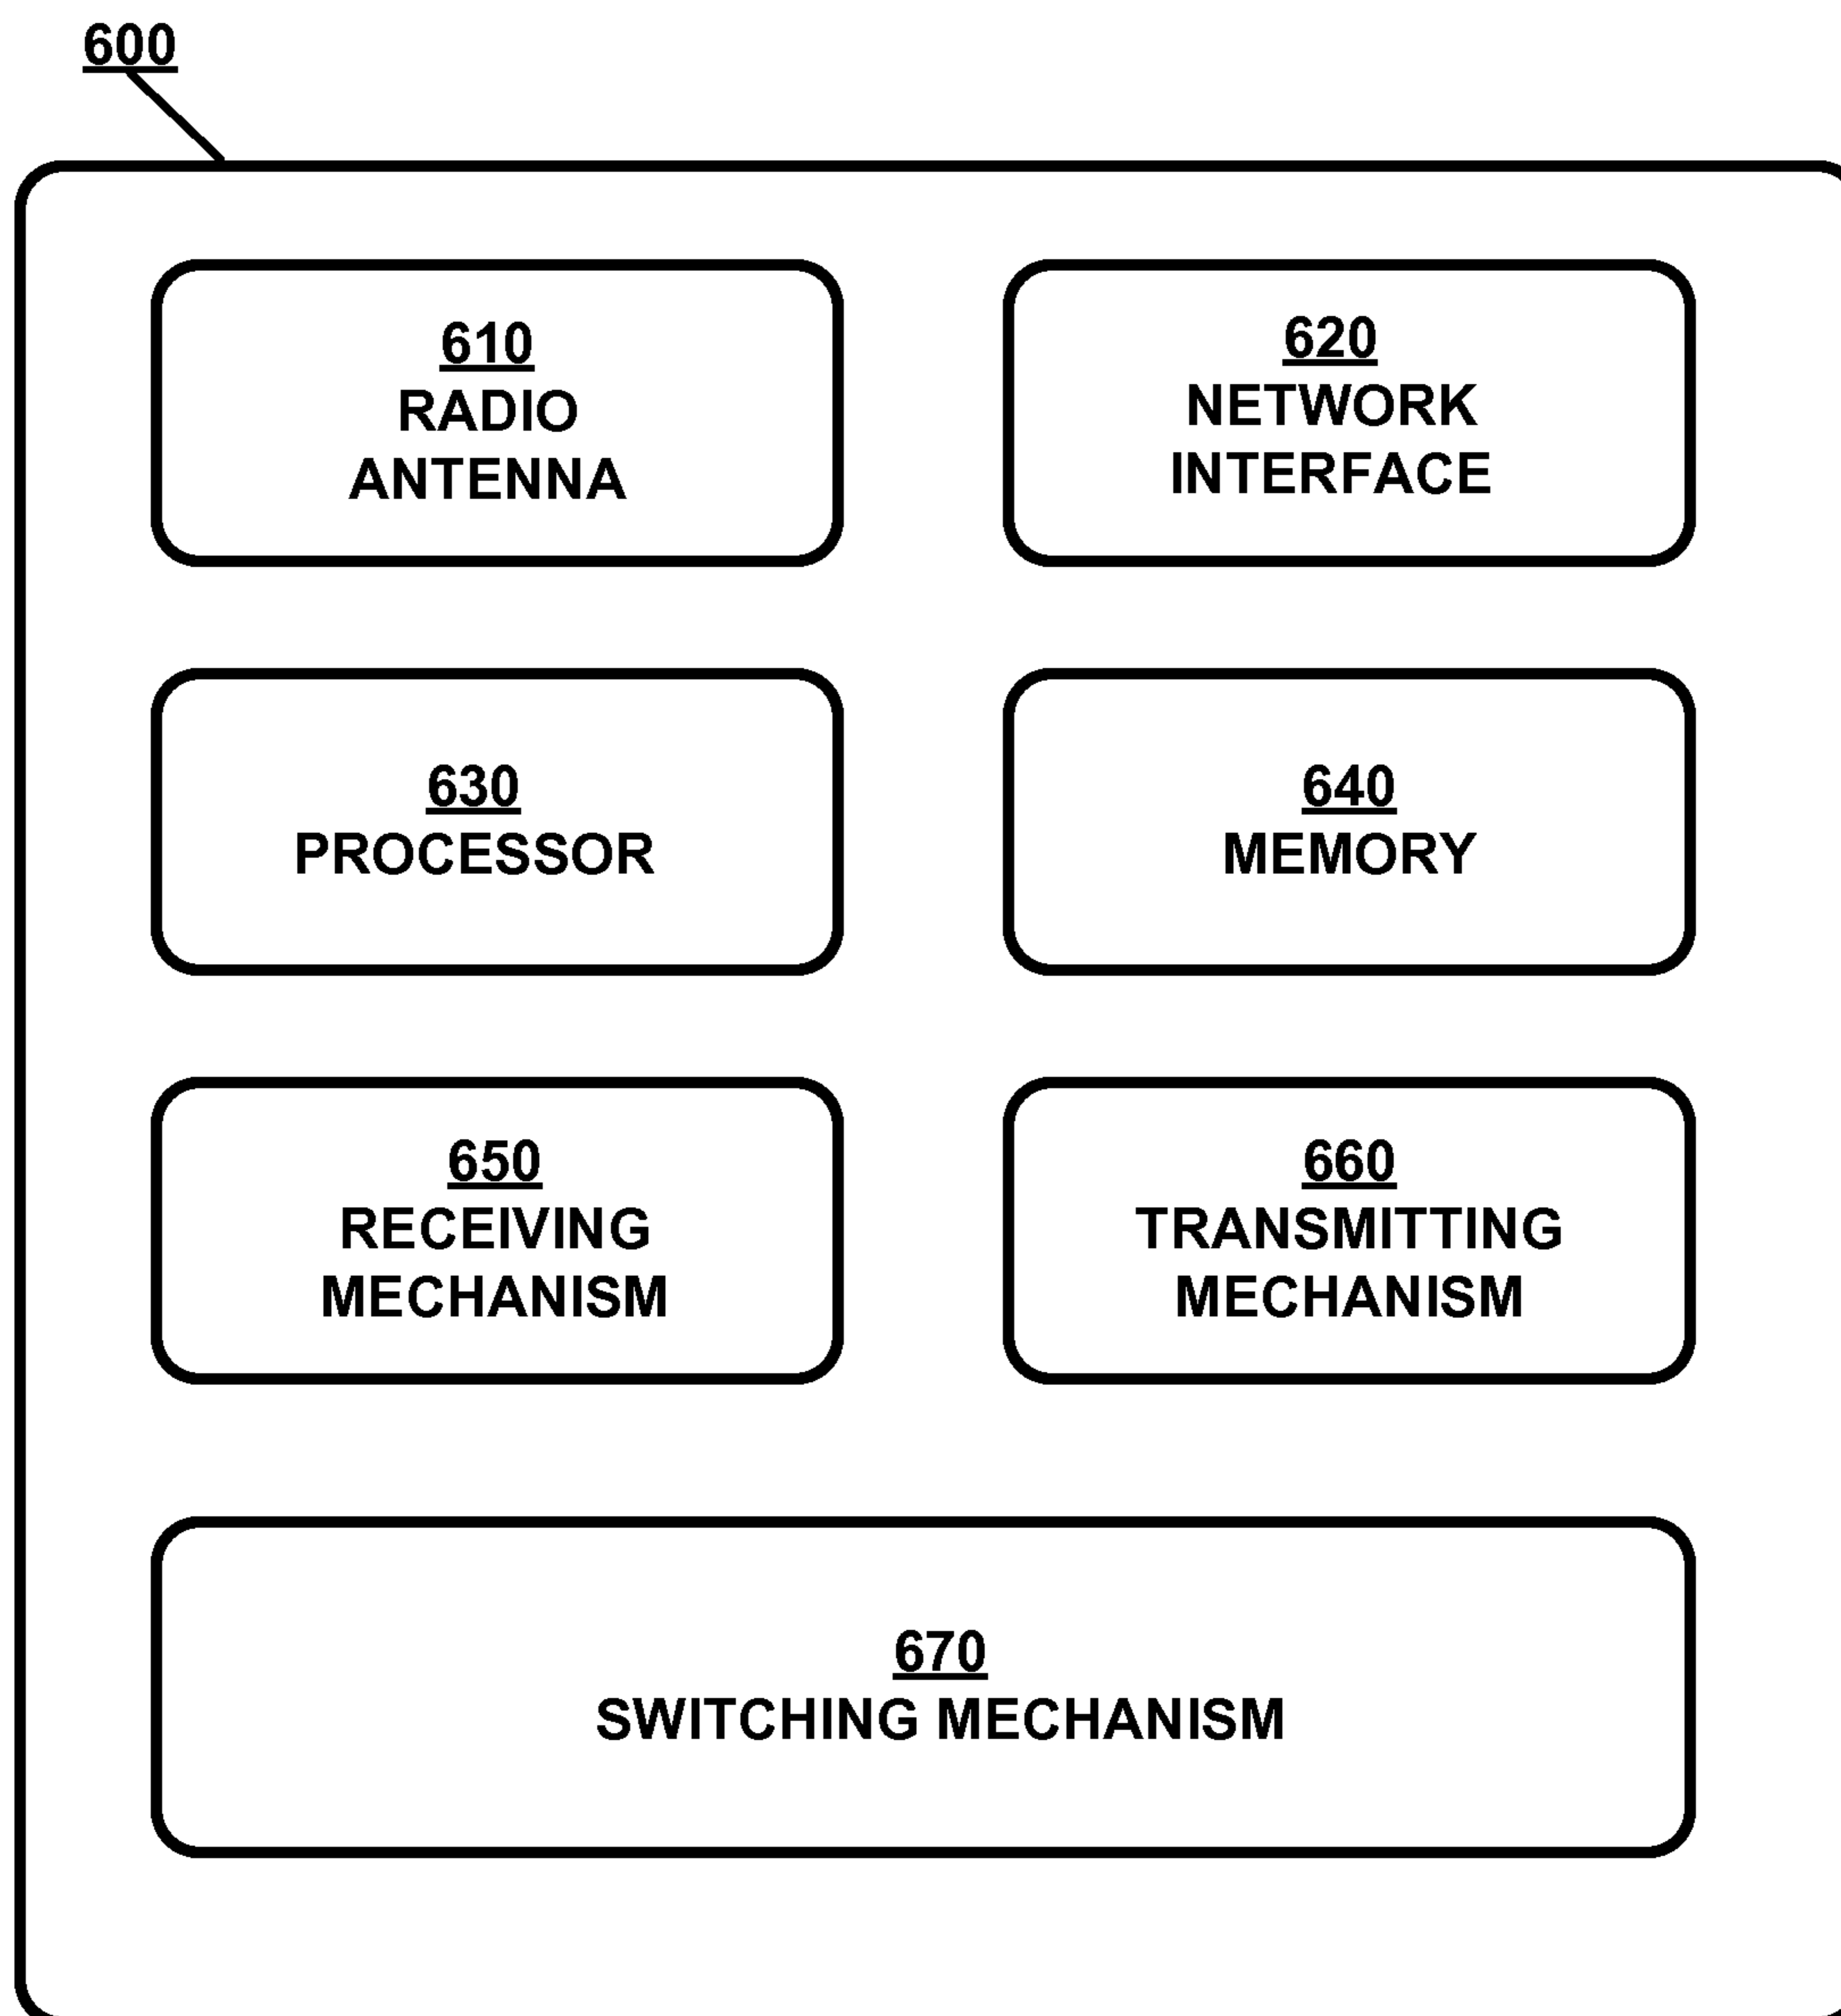 600
610
RADIO
ANTENNA
620
NETWORK
INTERFACE
630
PROCESSOR
640
MEMORY
650
RECEIVING
MECHANISM
660
TRANSMITTING
MECHANISM
670
SWITCHING MECHANISM